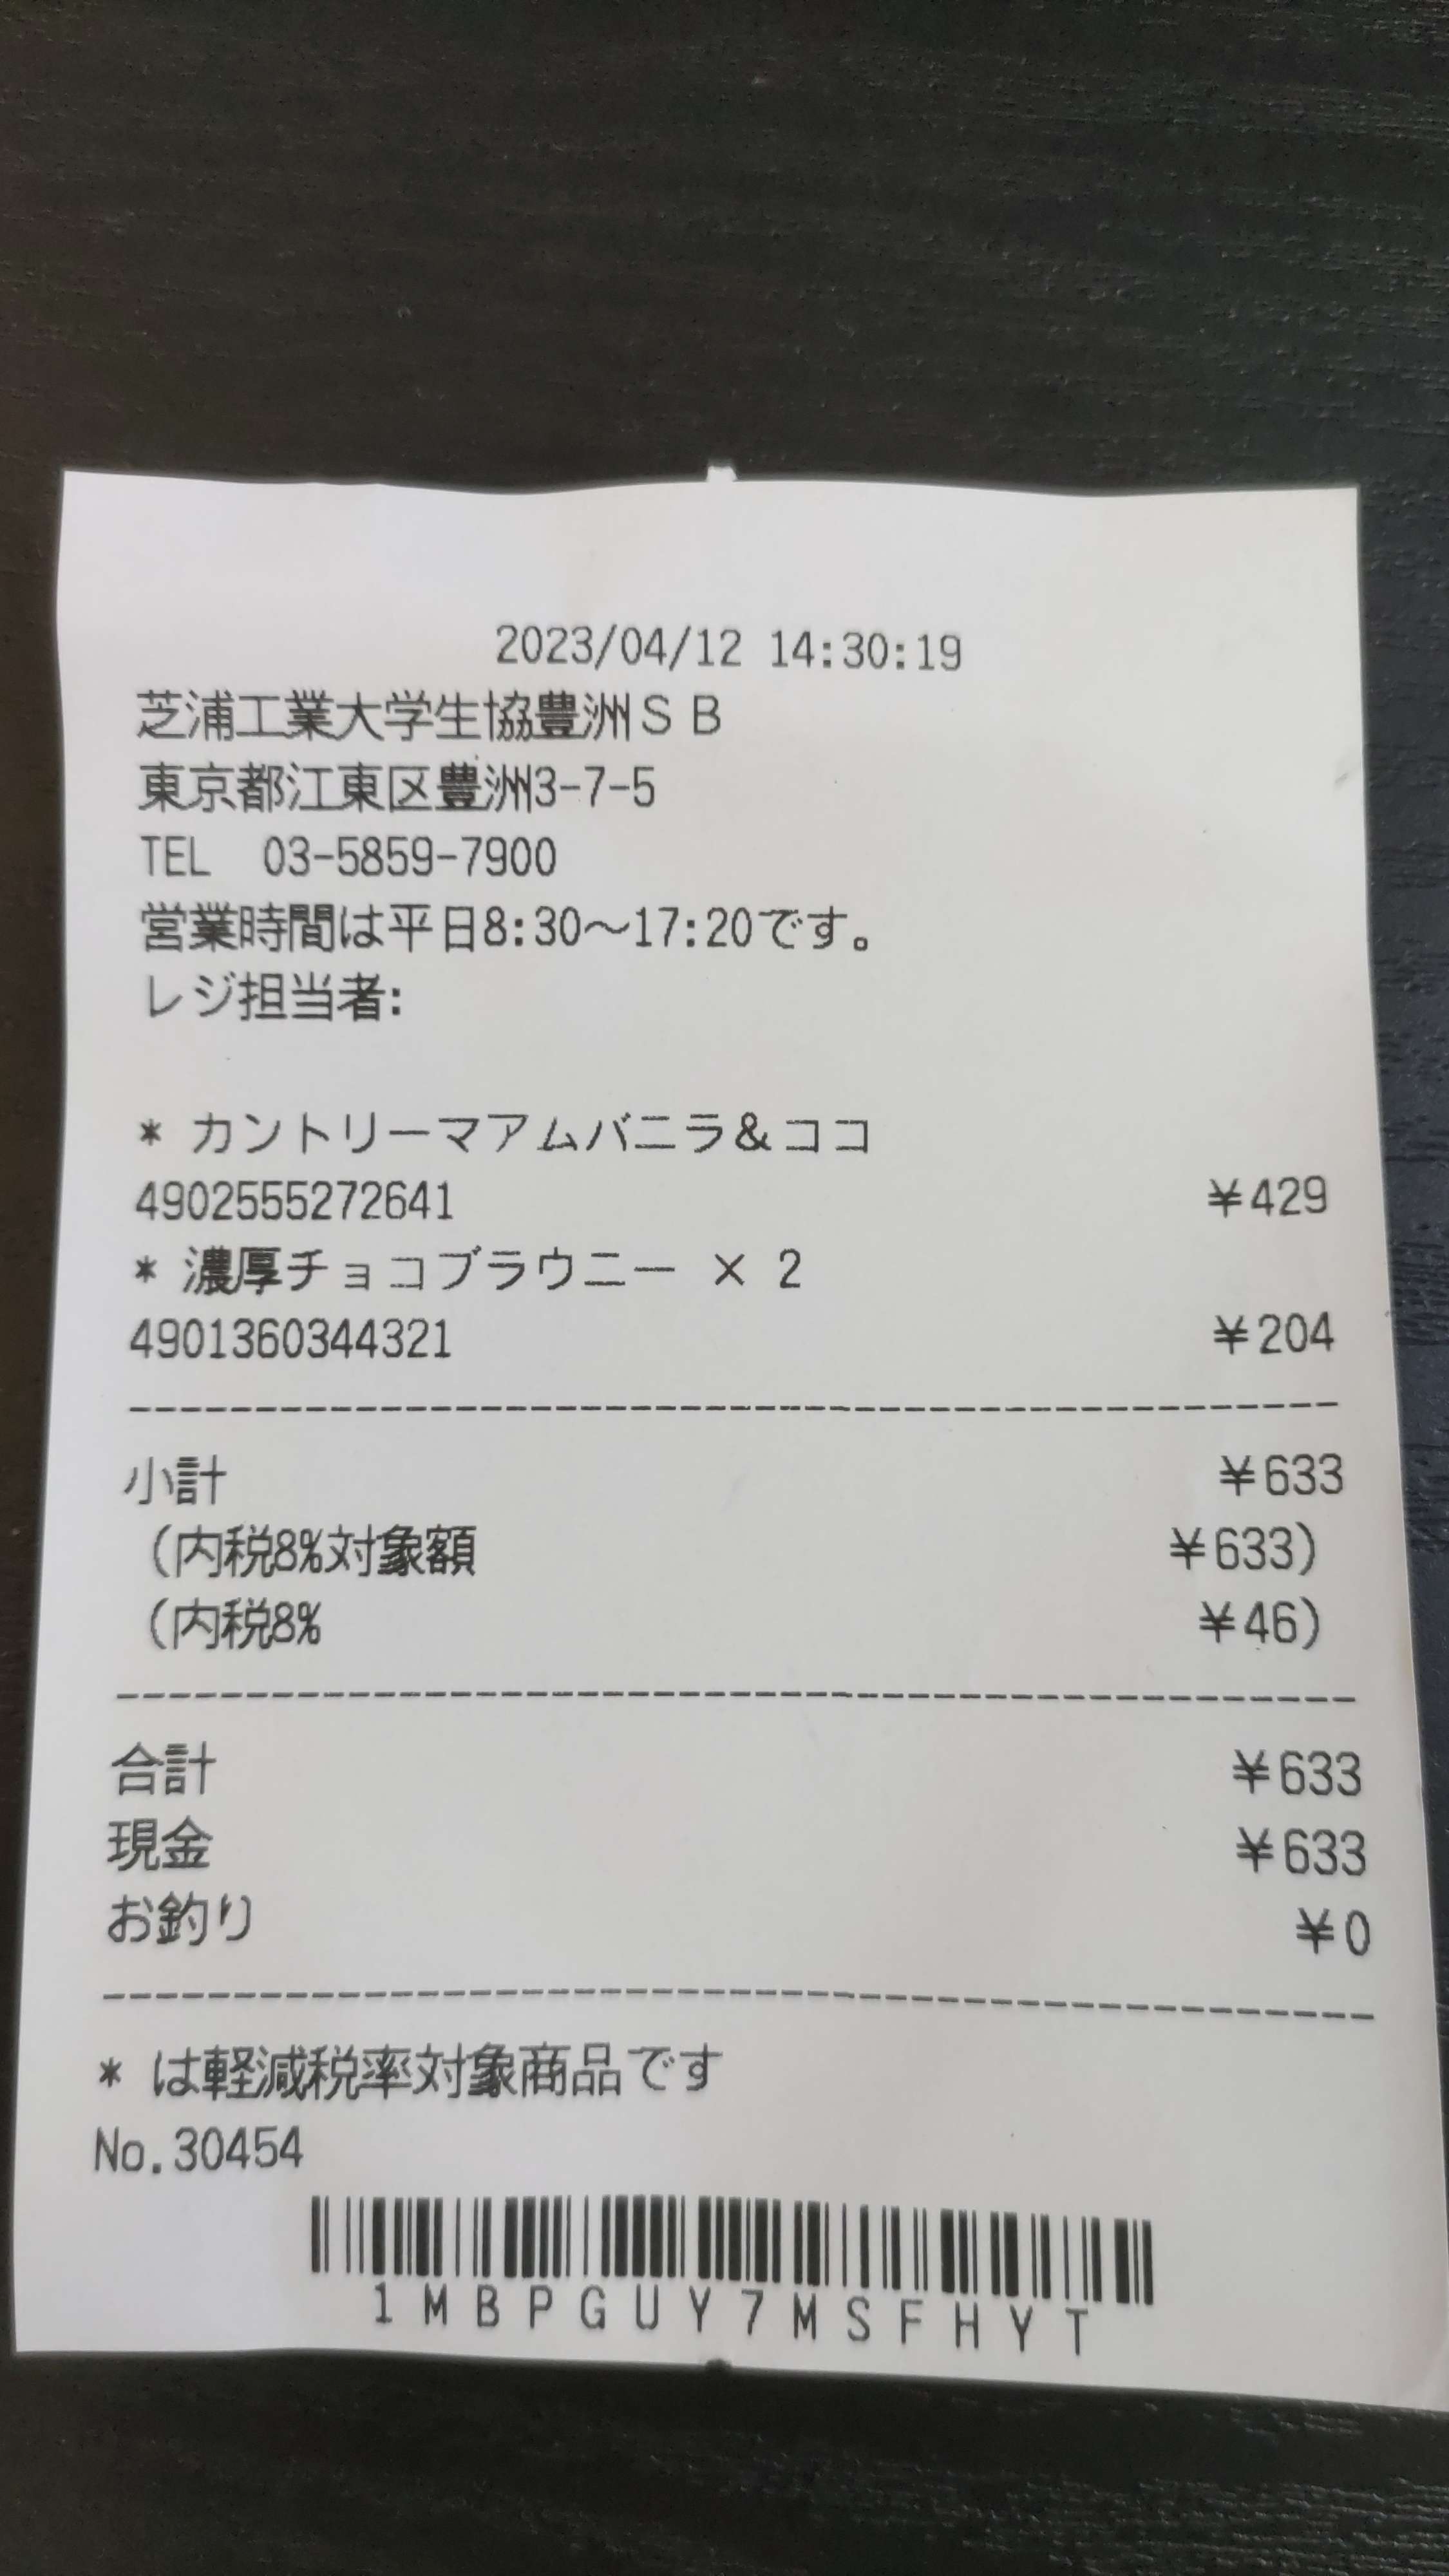 2023/04/12 14:30:19
芝浦工業大学生協豊洲ＳＢ
東京都江東区豊洲3-7-5
TEL　03-5859-7900
営業時間は平日8:30～17:20です。
レジ担当者:
* カントリーマアムバニラ＆ココ
4902555272641 ¥429
* 濃厚チョコブラウニー × 2
4901360344321 ¥204
小計 ¥633
(内税8%対象額 ¥633)
(内税8% ¥46)
合計 ¥633
現金 ¥633
お釣り ¥0
* は軽減税率対象商品です
No.30454
1MBPGUY7MSFHYT